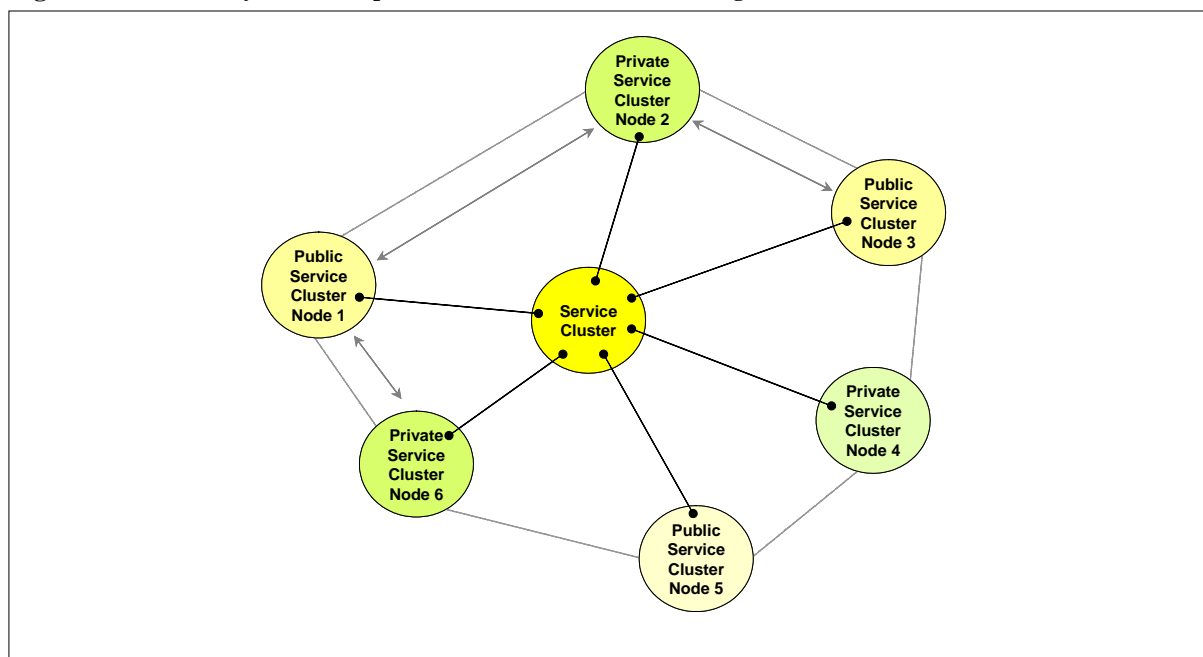 Private
Service
Cluster
Node 2
Public
Service
Cluster
Node 3
Public
Service
Cluster
Node 1
Service
Cluster
Private
Service
Cluster
Node 4
Private
Service
Cluster
Node 6
Public
Service
Cluster
Node 5